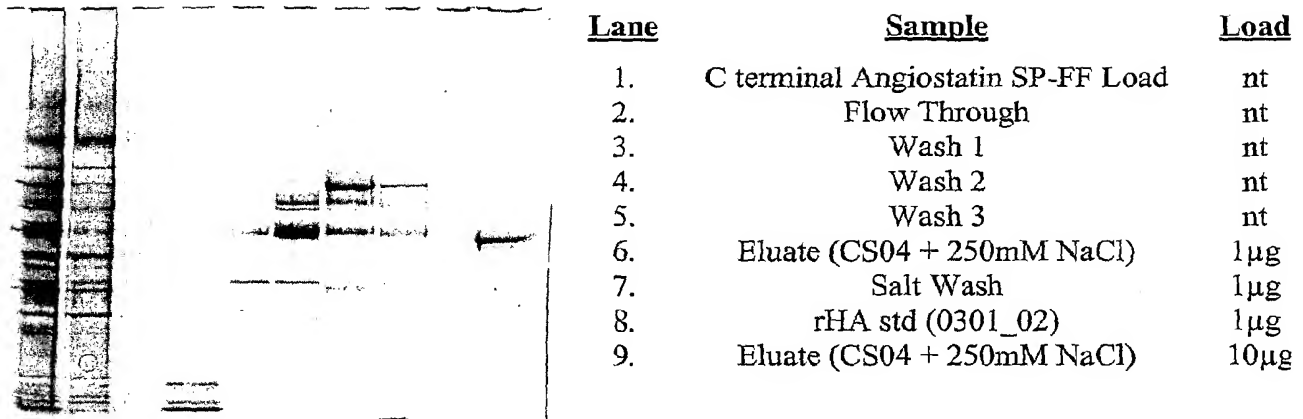 Lane Sample Load
1. C terminal Angiostatin SP-FF Load nt
2. Flow Through nt
3. Wash 1 nt
4. Wash 2 nt
5. Wash 3 nt
6. Eluate (CS04 + 250mM NaCl) 1µg
7. Salt Wash 1µg
8. rHA std (0301_02) 1µg
9. Eluate (CS04 + 250mM NaCl) 10µg